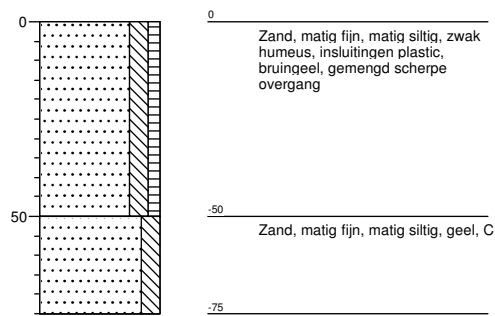 0
0
Zand, matig fijn, matig siltig, zwak
humeus, insluitingen plastic,
bruingeel, gemengd scherpe
overgang
50
-50
Zand, matig fijn, matig siltig, geel, C
-75